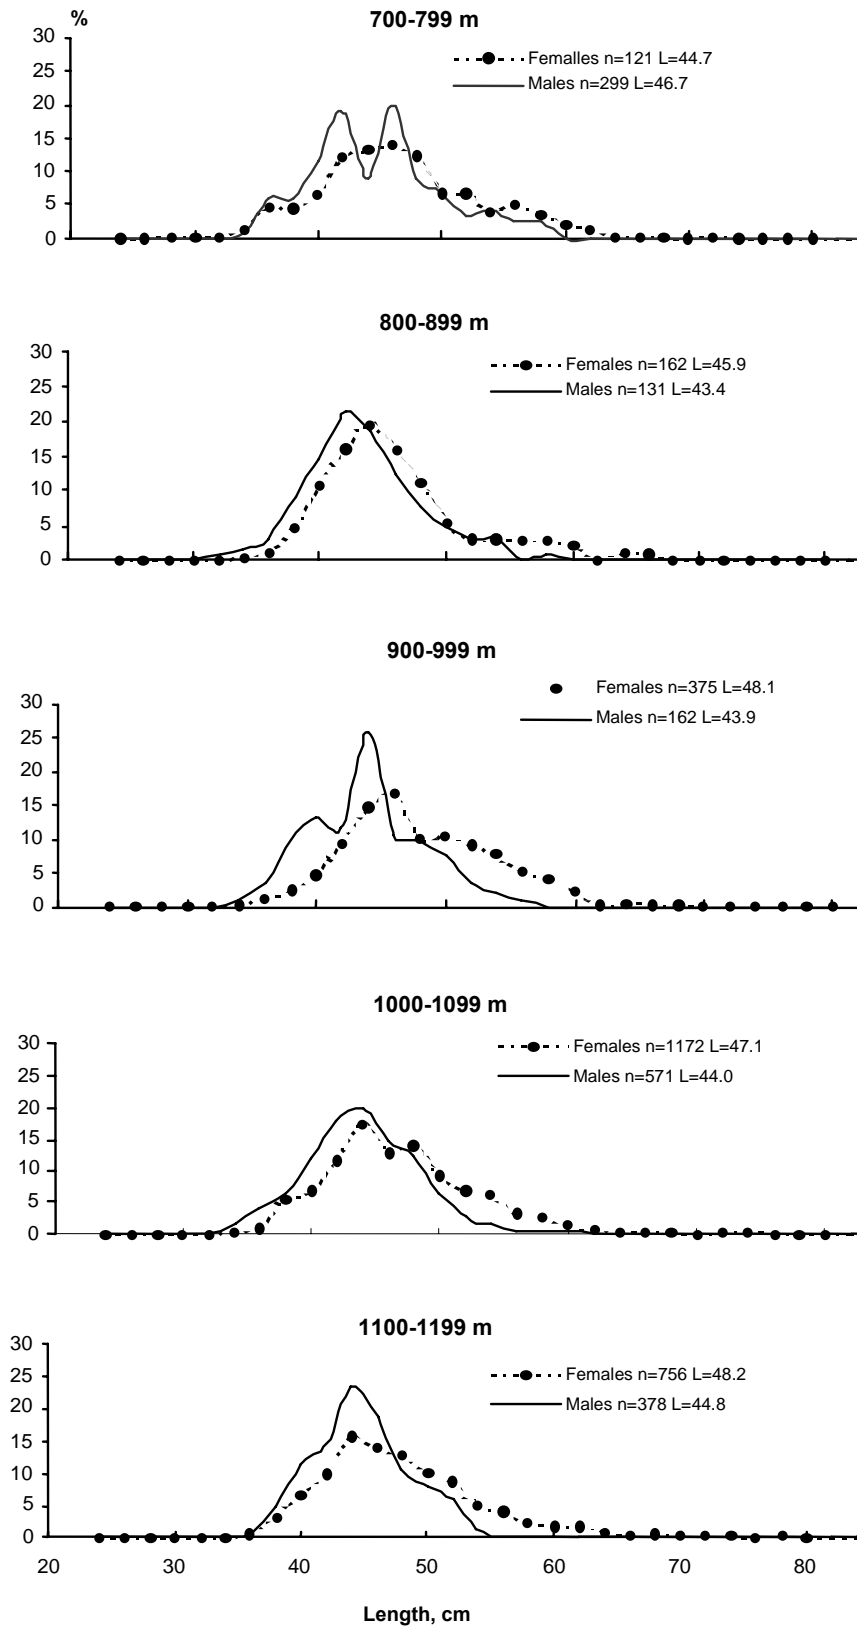 %
700-799 m
30
25
20
15
10
5
0
Femalles n=121 L=44.7
Males n=299 L=46.7
800-899 m
30
25
20
15
10
5
0
Females n=162 L=45.9
Males n=131 L=43.4
900-999 m
30
25
20
15
10
5
0
Females n=375 L=48.1
Males n=162 L=43.9
1000-1099 m
30
25
20
15
10
5
0
Females n=1172 L=47.1
Males n=571 L=44.0
1100-1199 m
30
25
20
15
10
5
0
Females n=756 L=48.2
Males n=378 L=44.8
20 30 40 50 60 70 80
Length, cm